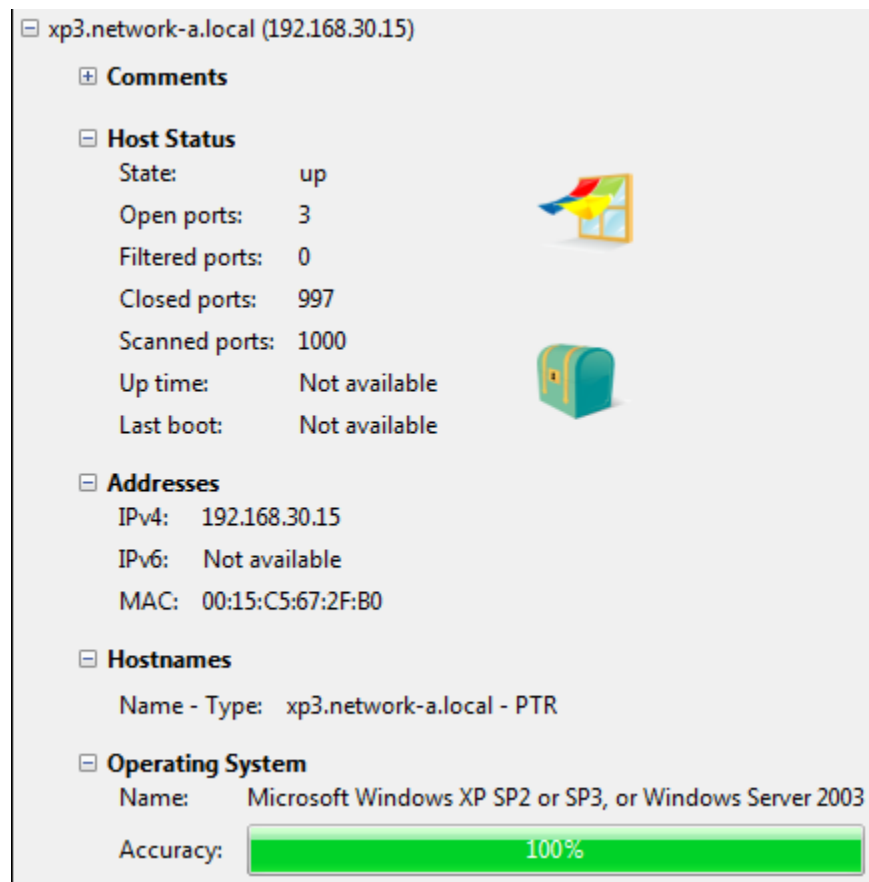 xp3.network-a.local (192.168.30.15)
Comments
Host Status
State: up
Open ports: 3
Filtered ports: 0
Closed ports: 997
Scanned ports: 1000
Up time: Not available
Last boot: Not available
Addresses
IPv4: 192.168.30.15
IPv6: Not available
MAC: 00:15:C5:67:2F:B0
Hostnames
Name - Type: xp3.network-a.local - PTR
Operating System
Name: Microsoft Windows XP SP2 or SP3, or Windows Server 2003
Accuracy: 100%